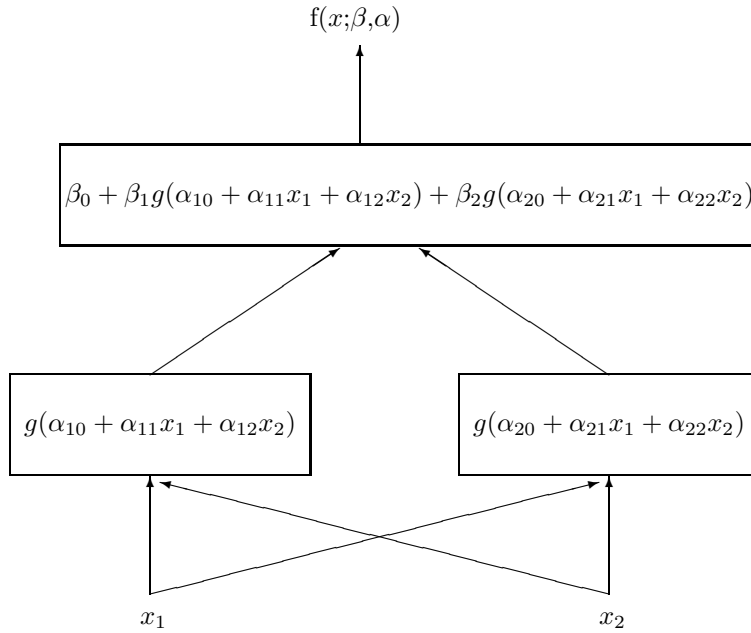 f(x;β,α)
β₀ + β₁g(α₁₀ + α₁₁x₁ + α₁₂x₂) + β₂g(α₂₀ + α₂₁x₁ + α₂₂x₂)
g(α₁₀ + α₁₁x₁ + α₁₂x₂)
g(α₂₀ + α₂₁x₁ + α₂₂x₂)
x₁
x₂